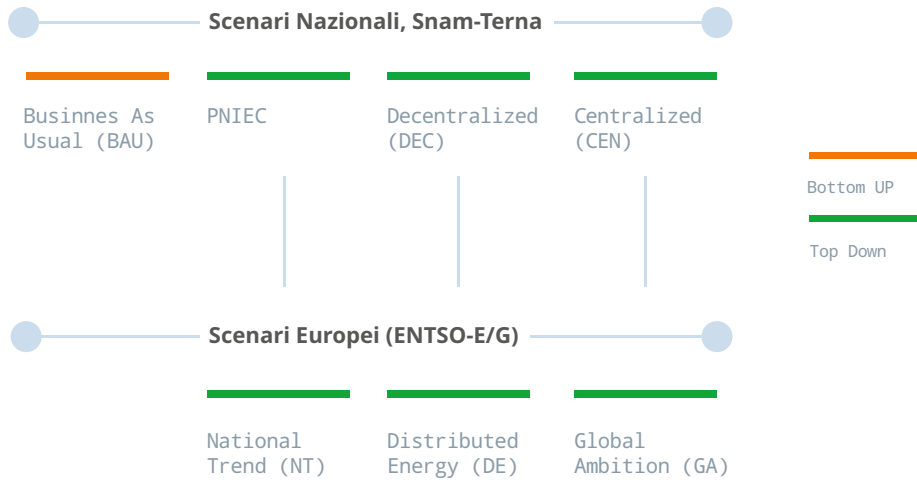 Scenari Nazionali, Snam-Terna
Businnes As
Usual (BAU)
PNIEC
Decentralized
(DEC)
Centralized
(CEN)
Bottom UP
Top Down
Scenari Europei (ENTSO-E/G)
National
Trend (NT)
Distributed
Energy (DE)
Global
Ambition (GA)